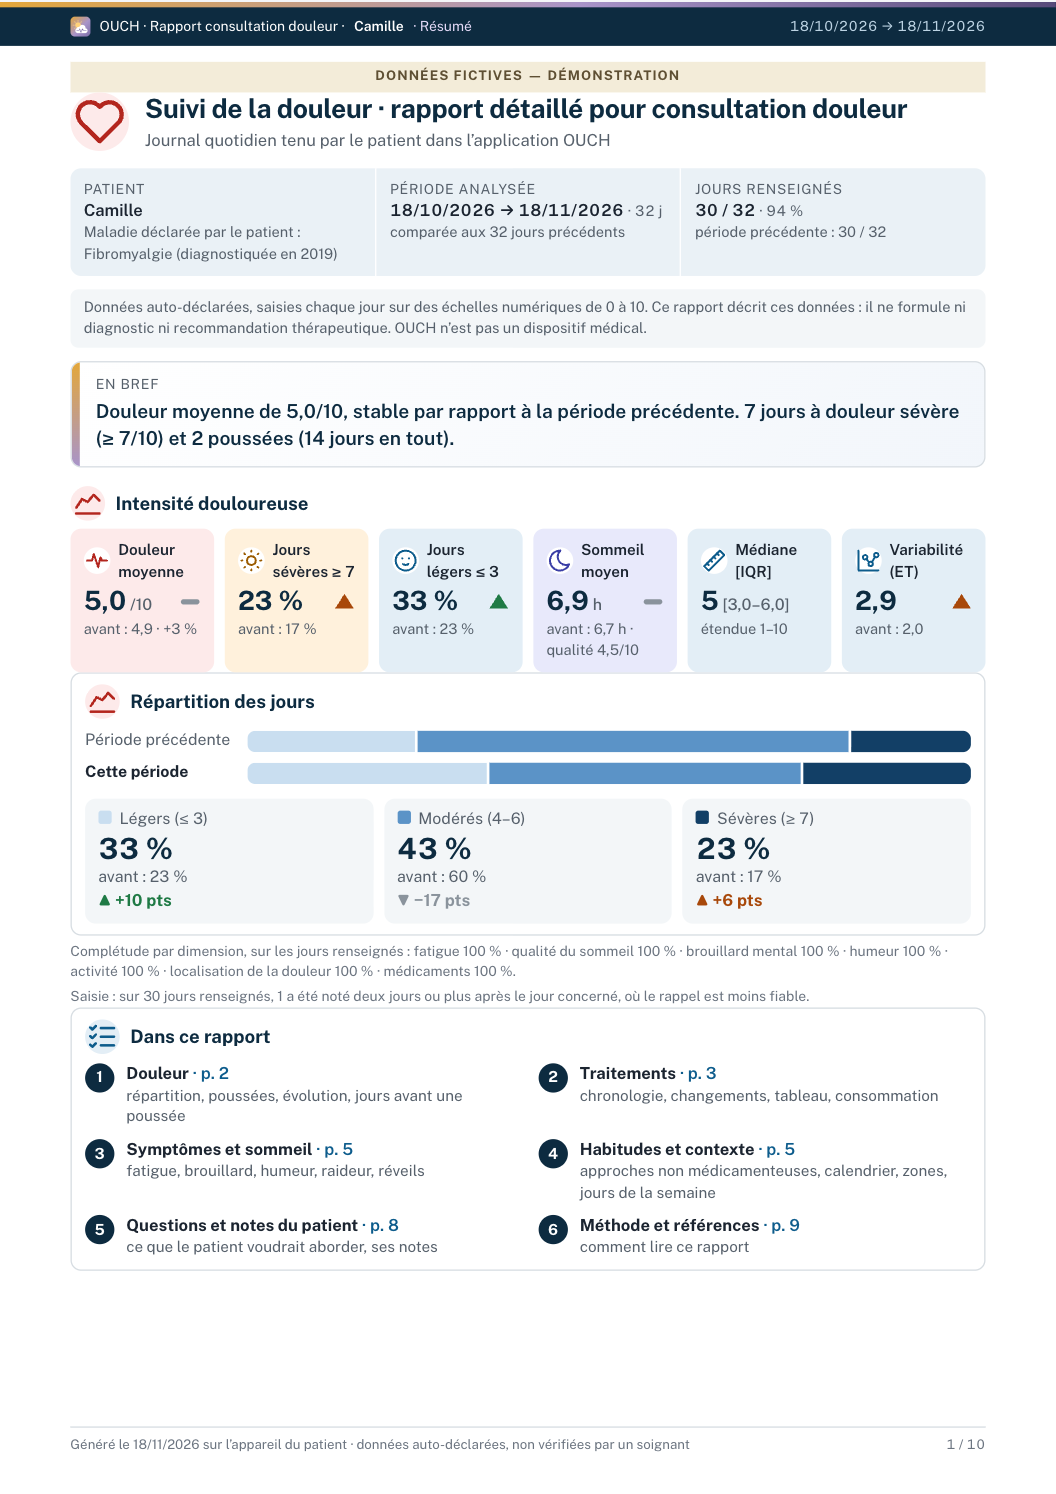 OUCH · Rapport consultation douleur · Camille · Résumé
18/10/2026 → 18/11/2026
DONNÉES FICTIVES — DÉMONSTRATION
Suivi de la douleur · rapport détaillé pour consultation douleur
Journal quotidien tenu par le patient dans l’application OUCH
PATIENT
Camille
Maladie déclarée par le patient :
Fibromyalgie (diagnostiquée en 2019)
PÉRIODE ANALYSÉE
18/10/2026 → 18/11/2026 · 32 j
comparée aux 32 jours précédents
JOURS RENSEIGNÉS
30 / 32 · 94 %
période précédente : 30 / 32
Données auto-déclarées, saisies chaque jour sur des échelles numériques de 0 à 10. Ce rapport décrit ces données : il ne formule ni
diagnostic ni recommandation thérapeutique. OUCH n’est pas un dispositif médical.
EN BREF
Douleur moyenne de 5,0/10, stable par rapport à la période précédente. 7 jours à douleur sévère
(≥ 7/10) et 2 poussées (14 jours en tout).
Intensité douloureuse
Douleur
moyenne
5,0 /10
avant : 4,9 · +3 %
Jours
sévères ≥ 7
23 %
avant : 17 %
Jours
légers ≤ 3
33 %
avant : 23 %
Sommeil
moyen
6,9 h
avant : 6,7 h ·
qualité 4,5/10
Médiane
[IQR]
5 [3,0–6,0]
étendue 1–10
Variabilité
(ET)
2,9
avant : 2,0
Répartition des jours
Période précédente
Cette période
Légers (≤ 3)
33 %
avant : 23 %
▲ +10 pts
Modérés (4–6)
43 %
avant : 60 %
▼ −17 pts
Sévères (≥ 7)
23 %
avant : 17 %
▲ +6 pts
Complétude par dimension, sur les jours renseignés : fatigue 100 % · qualité du sommeil 100 % · brouillard mental 100 % · humeur 100 % ·
activité 100 % · localisation de la douleur 100 % · médicaments 100 %.
Saisie : sur 30 jours renseignés, 1 a été noté deux jours ou plus après le jour concerné, où le rappel est moins fiable.
Dans ce rapport
1 Douleur · p. 2
répartition, poussées, évolution, jours avant une
poussée
2 Traitements · p. 3
chronologie, changements, tableau, consommation
3 Symptômes et sommeil · p. 5
fatigue, brouillard, humeur, raideur, réveils
4 Habitudes et contexte · p. 5
approches non médicamenteuses, calendrier, zones,
jours de la semaine
5 Questions et notes du patient · p. 8
ce que le patient voudrait aborder, ses notes
6 Méthode et références · p. 9
comment lire ce rapport
Généré le 18/11/2026 sur l’appareil du patient · données auto-déclarées, non vérifiées par un soignant
1 / 10